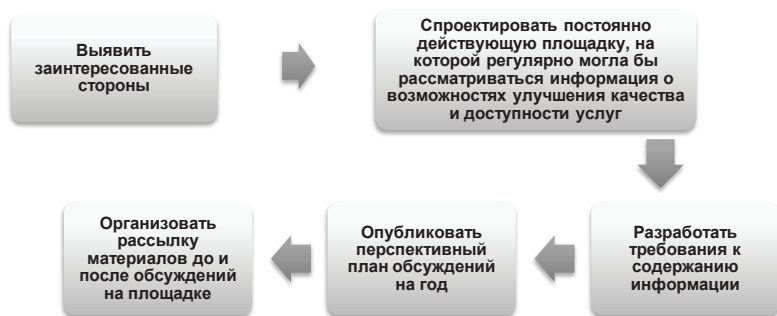 Выявить
заинтересованные
стороны
Спроектировать постоянно
действующую площадку, на
которой регулярно могла бы
рассматриваться информация о
возможностях улучшения качества
и доступности услуг
Разработать
требования к
содержанию
информации
Опубликовать
перспективный
план обсуждений
на год
Организовать
рассылку
материалов до и
после обсуждений
на площадке